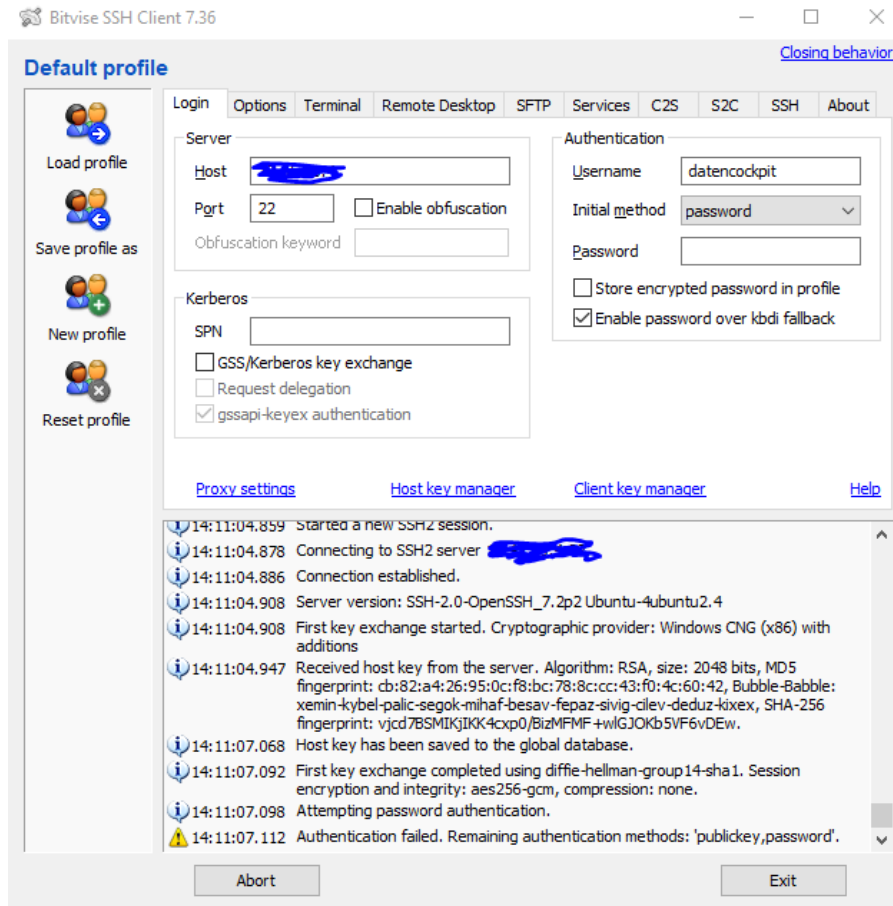 Bitvise SSH Client 7.36
Closing behavior
Default profile
Load profile
Save profile as
New profile
Reset profile
Login Options Terminal Remote Desktop SFTP Services C2S S2C SSH About
Server
Host
Port 22 Enable obfuscation
Obfuscation keyword
Kerberos
SPN
GSS/Kerberos key exchange
Request delegation
gssapi-keyex authentication
Authentication
Username datencockpit
Initial method password
Password
Store encrypted password in profile
Enable password over kbdi fallback
Proxy settings Host key manager Client key manager Help
14:11:04.859 Started a new SSH2 session.
14:11:04.878 Connecting to SSH2 server
14:11:04.886 Connection established.
14:11:04.908 Server version: SSH-2.0-OpenSSH_7.2p2 Ubuntu-4ubuntu2.4
14:11:04.908 First key exchange started. Cryptographic provider: Windows CNG (x86) with
additions
14:11:04.947 Received host key from the server. Algorithm: RSA, size: 2048 bits, MD5
fingerprint: cb:82:a4:26:95:0c:f8:bc:78:8c:cc:43:f0:4c:60:42, Bubble-Babble:
xemin-kybel-palic-segok-mihaf-besav-fepaz-sivig-cilev-deduz-kixex, SHA-256
fingerprint: vjcd7BSMIKjIKK4cxp0/BizMFMF+wlGJOKb5VF6vDEw.
14:11:07.068 Host key has been saved to the global database.
14:11:07.092 First key exchange completed using diffie-hellman-group14-sha1. Session
encryption and integrity: aes256-gcm, compression: none.
14:11:07.098 Attempting password authentication.
14:11:07.112 Authentication failed. Remaining authentication methods: 'publickey,password'.
Abort Exit